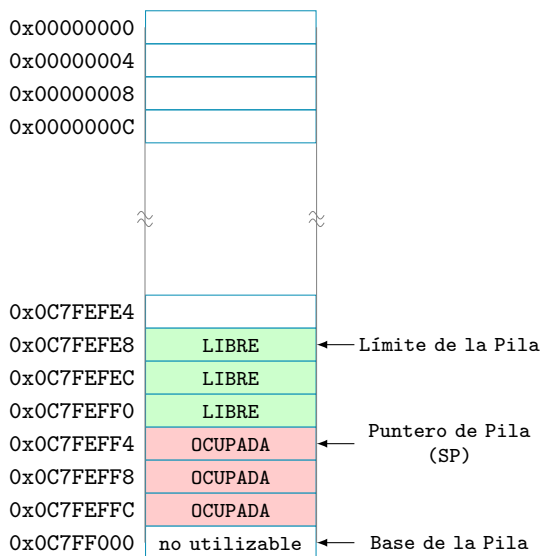 0x00000000
0x00000004
0x00000008
0x0000000C
0x0C7FEFE4
0x0C7FEFE8 LIBRE Límite de la Pila
0x0C7FEFEC LIBRE
0x0C7FEFF0 LIBRE
0x0C7FEFF4 OCUPADA Puntero de Pila
(SP)
0x0C7FEFF8 OCUPADA
0x0C7FEFFC OCUPADA
0x0C7FF000 no utilizable Base de la Pila